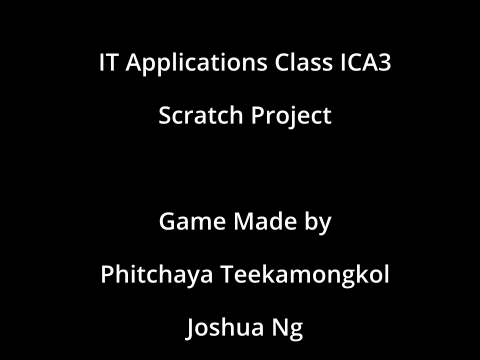 IT Applications Class ICA3
Scratch Project
Game Made by
Phitchaya Teekamongkol
Joshua Ng